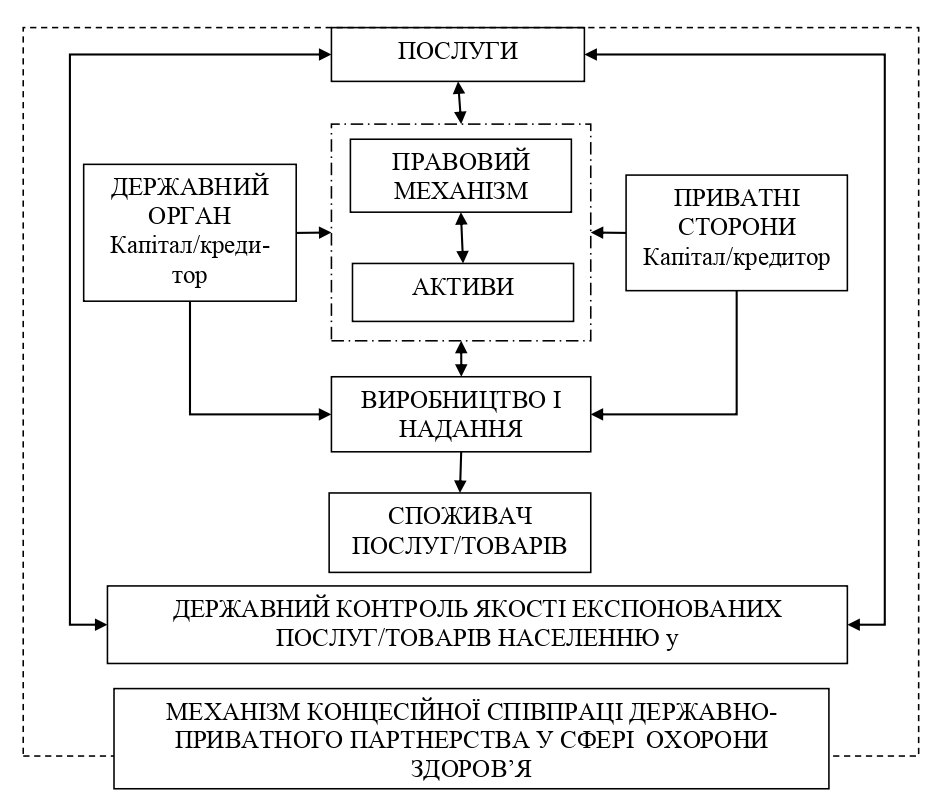 ПОСЛУГИ
ПРАВОВИЙ
МЕХАНІЗМ
ДЕРЖАВНИЙ
ОРГАН
Капітал/креди-
тор
ПРИВАТНІ
СТОРОНИ
Капітал/кредитор
АКТИВИ
ВИРОБНИЦТВО І
НАДАННЯ
СПОЖИВАЧ
ПОСЛУГ/ТОВАРІВ
ДЕРЖАВНИЙ КОНТРОЛЬ ЯКОСТІ ЕКСПОНОВАНИХ
ПОСЛУГ/ТОВАРІВ НАСЕЛЕННЮ у
МЕХАНІЗМ КОНЦЕСІЙНОЇ СПІВПРАЦІ ДЕРЖАВНО-
ПРИВАТНОГО ПАРТНЕРСТВА У СФЕРІ ОХОРОНИ
ЗДОРОВ’Я